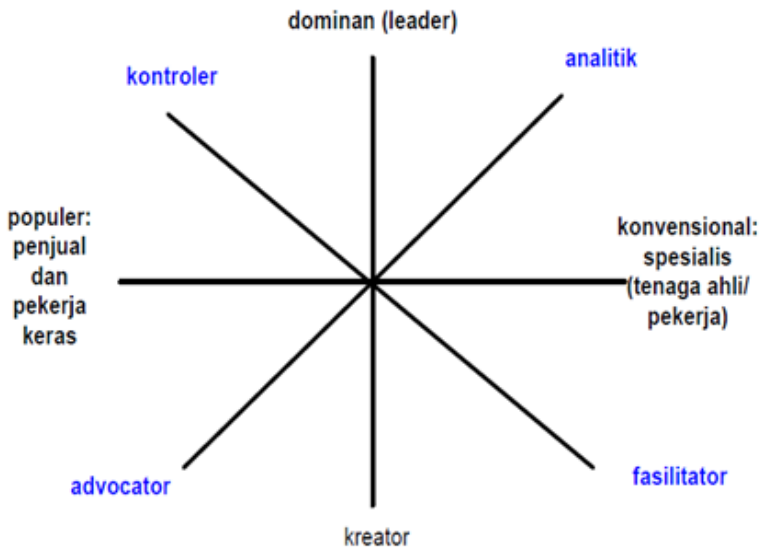 dominan (leader)
kontroler
analitik
populer:
penjual
dan
pekerja
keras
konvensional:
spesialis
(tenaga ahli/
pekerja)
advocator
fasilitator
kreator